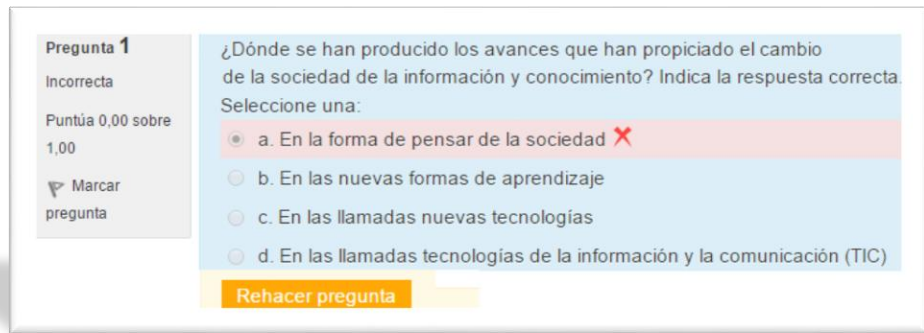 Pregunta 1
Incorrecta
Puntúa 0,00 sobre
1,00
Marcar
pregunta
¿Dónde se han producido los avances que han propiciado el cambio
de la sociedad de la información y conocimiento? Indica la respuesta correcta.
Seleccione una:
a. En la forma de pensar de la sociedad
b. En las nuevas formas de aprendizaje
c. En las llamadas nuevas tecnologías
d. En las llamadas tecnologías de la información y la comunicación (TIC)
Rehacer pregunta